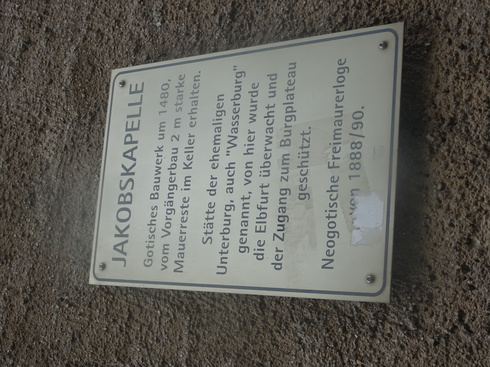 JAKOBSKAPELLE
Gotisches Bauwerk um 1480,
vom Vorgängerbau 2 m starke
Mauerreste im Keller erhalten.
Stätte der ehemaligen
Unterburg, auch "Wasserburg"
genannt, von hier wurde
die Elbfurt überwacht und
der Zugang zum Burgplateau
geschützt.
Neogotische Freimaurerloge
1888/90.